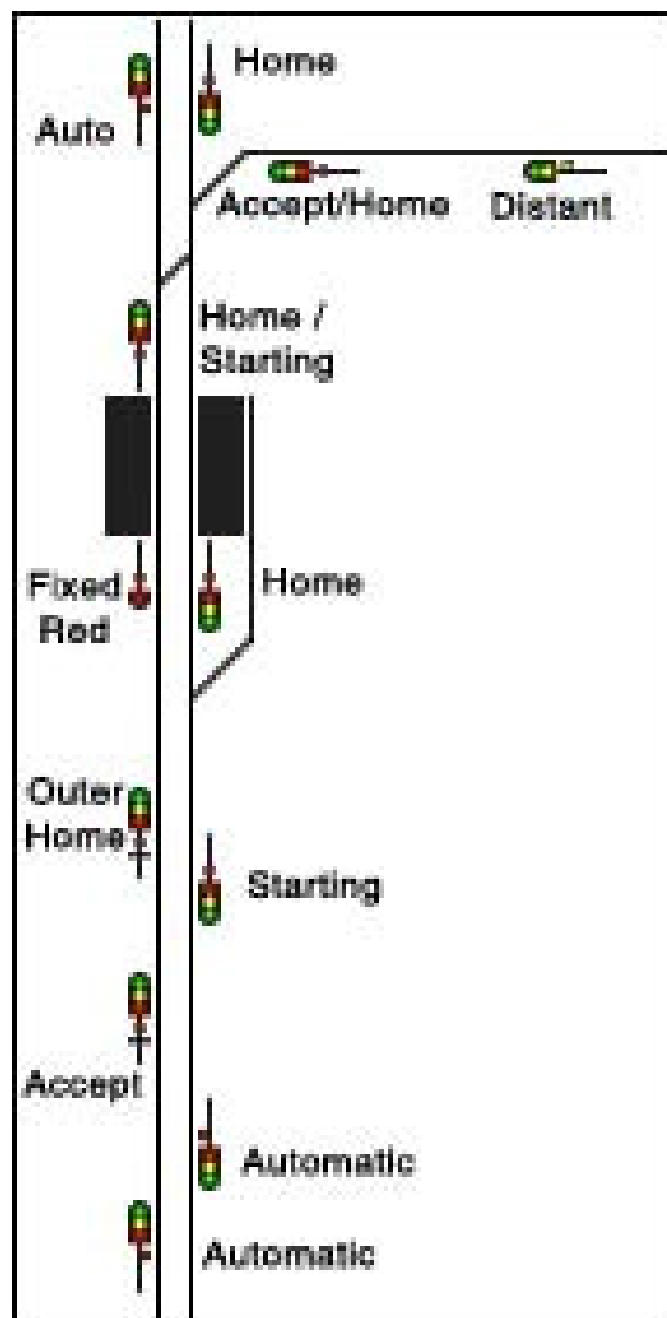 Home
Auto
Accept/Home
Distant
Home /
Starting
Fixed
Red
Home
Outer
Home
Starting
Accept
Automatic
Automatic